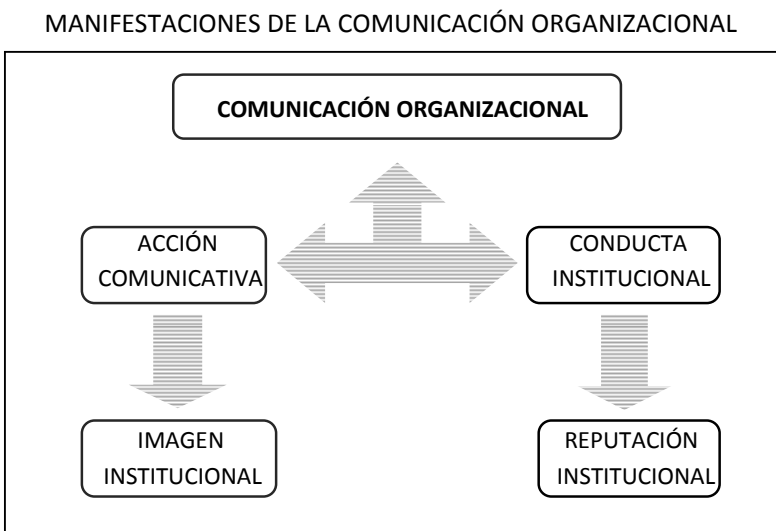 MANIFESTACIONES DE LA COMUNICACIÓN ORGANIZACIONAL
COMUNICACIÓN ORGANIZACIONAL
ACCIÓN
COMUNICATIVA
CONDUCTA
INSTITUCIONAL
IMAGEN
INSTITUCIONAL
REPUTACIÓN
INSTITUCIONAL